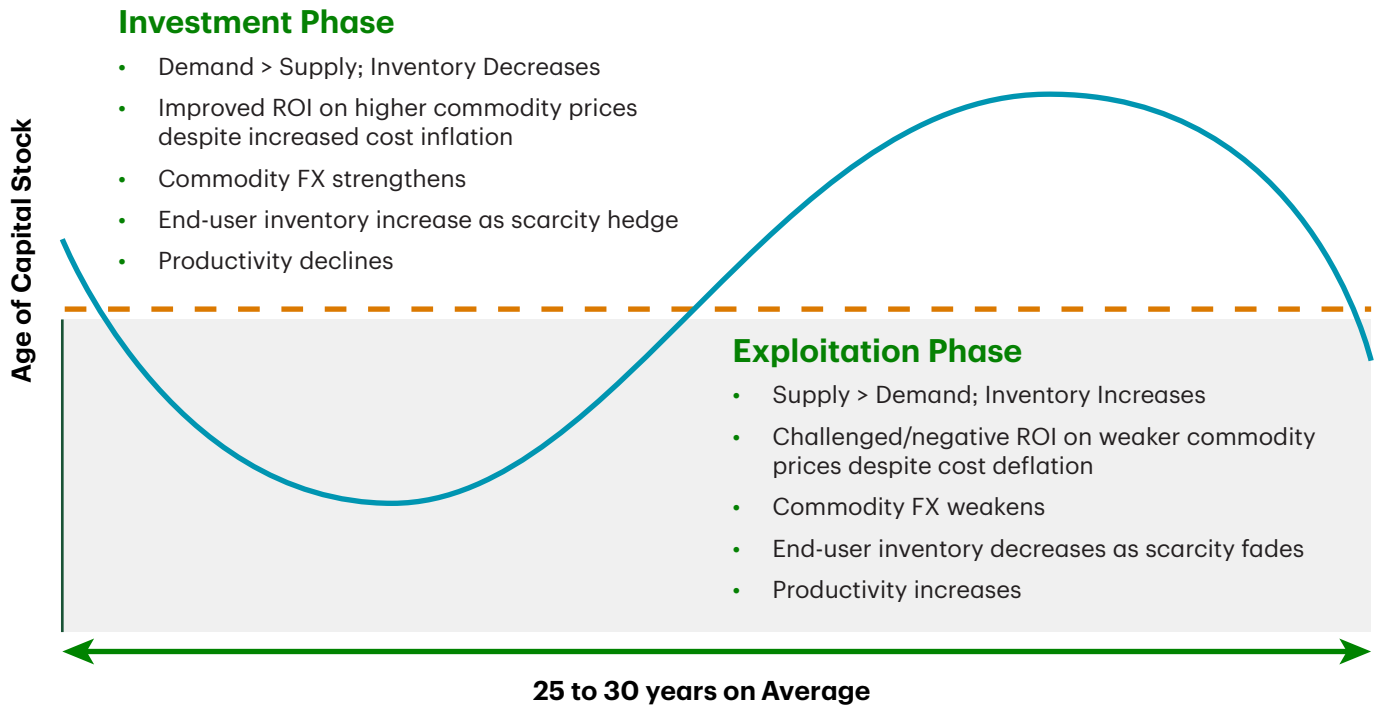 Investment Phase
• Demand > Supply; Inventory Decreases
• Improved ROI on higher commodity prices
despite increased cost inflation
• Commodity FX strengthens
• End-user inventory increase as scarcity hedge
• Productivity declines
Age of Capital Stock
Exploitation Phase
• Supply > Demand; Inventory Increases
• Challenged/negative ROI on weaker commodity
prices despite cost deflation
• Commodity FX weakens
• End-user inventory decreases as scarcity fades
• Productivity increases
25 to 30 years on Average